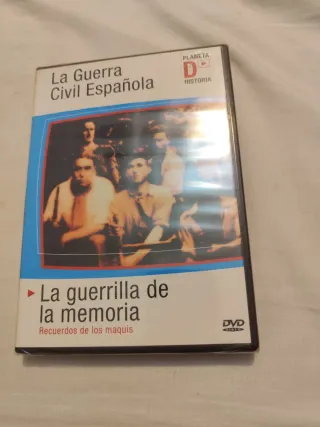 La Guerra
Civil Española
PLANETA
D
HISTORIA
La guerrilla de
la memoria
Recuerdos de los maquis
DVD